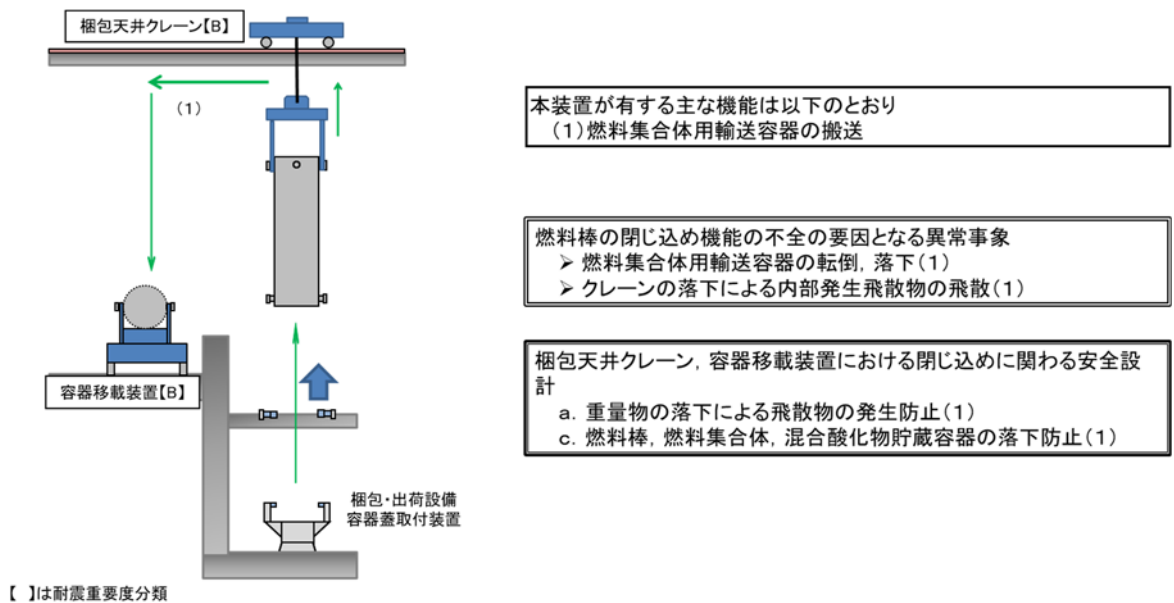 梱包天井クレーン【B】
(1)
容器移載装置【B】
梱包・出荷設備
容器蓋取付装置
【 】は耐震重要度分類
本装置が有する主な機能は以下のとおり
(1)燃料集合体用輸送容器の搬送
燃料棒の閉じ込め機能の不全の要因となる異常事象
➢ 燃料集合体用輸送容器の転倒，落下(1)
➢ クレーンの落下による内部発生飛散物の飛散(1)
梱包天井クレーン，容器移載装置における閉じ込めに関わる安全設
計
a．重量物の落下による飛散物の発生防止(1)
c．燃料棒，燃料集合体，混合酸化物貯蔵容器の落下防止(1)